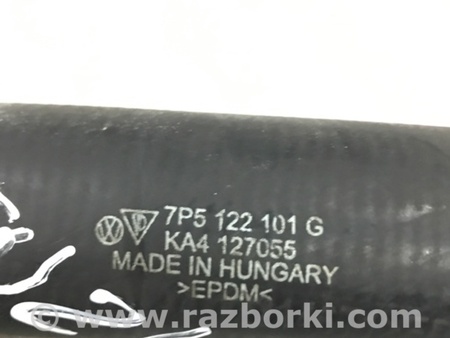 7P5 122 101 G
KA4 127055
MADE IN HUNGARY
>EPDM<
© - www.razborki.com